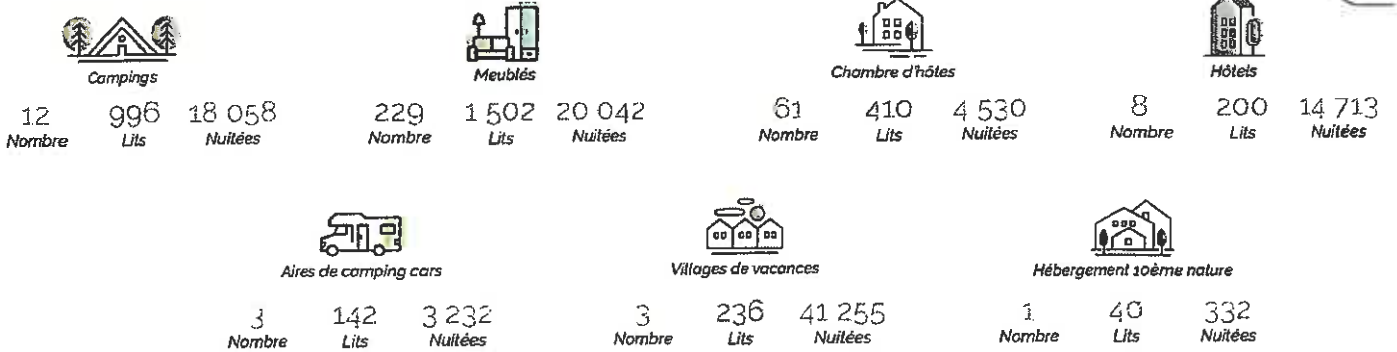 Campings
Meublés
Chambre d'hôtes
Hôtels
12 996 18 058 229 1 502 20 042 61 410 4 530 8 200 14 713
Nombre Lits Nuitées Nombre Lits Nuitées Nombre Lits Nuitées Nombre Lits Nuitées
Aires de camping cars
Villages de vacances
Hébergement 10ème nature
3 142 3 232 3 236 41 255 1 40 332
Nombre Lits Nuitées Nombre Lits Nuitées Nombre Lits Nuitées